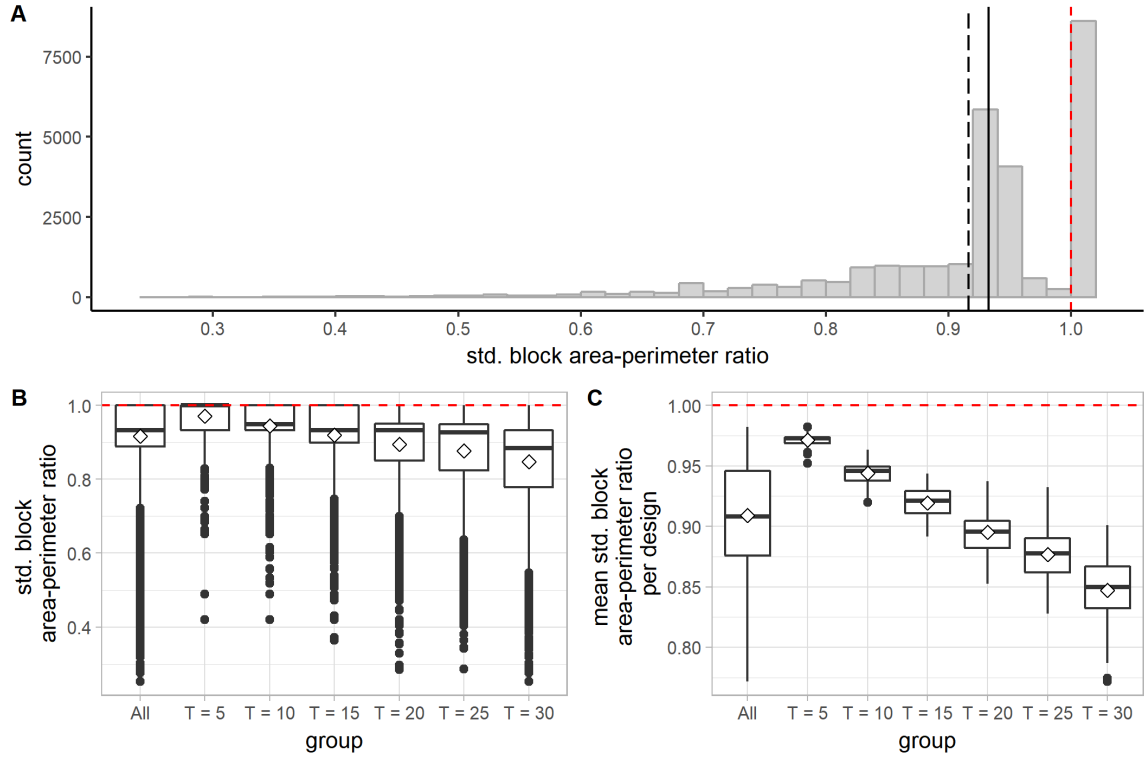 A
count
7500
5000
2500
0
0.3 0.4 0.5 0.6 0.7 0.8 0.9 1.0
std. block area-perimeter ratio
B
std. block
area-perimeter ratio
1.0
0.8
0.6
0.4
All T = 5 T = 10 T = 15 T = 20 T = 25 T = 30
group
C
mean std. block
area-perimeter ratio
per design
1.00
0.95
0.90
0.85
0.80
All T = 5 T = 10 T = 15 T = 20 T = 25 T = 30
group